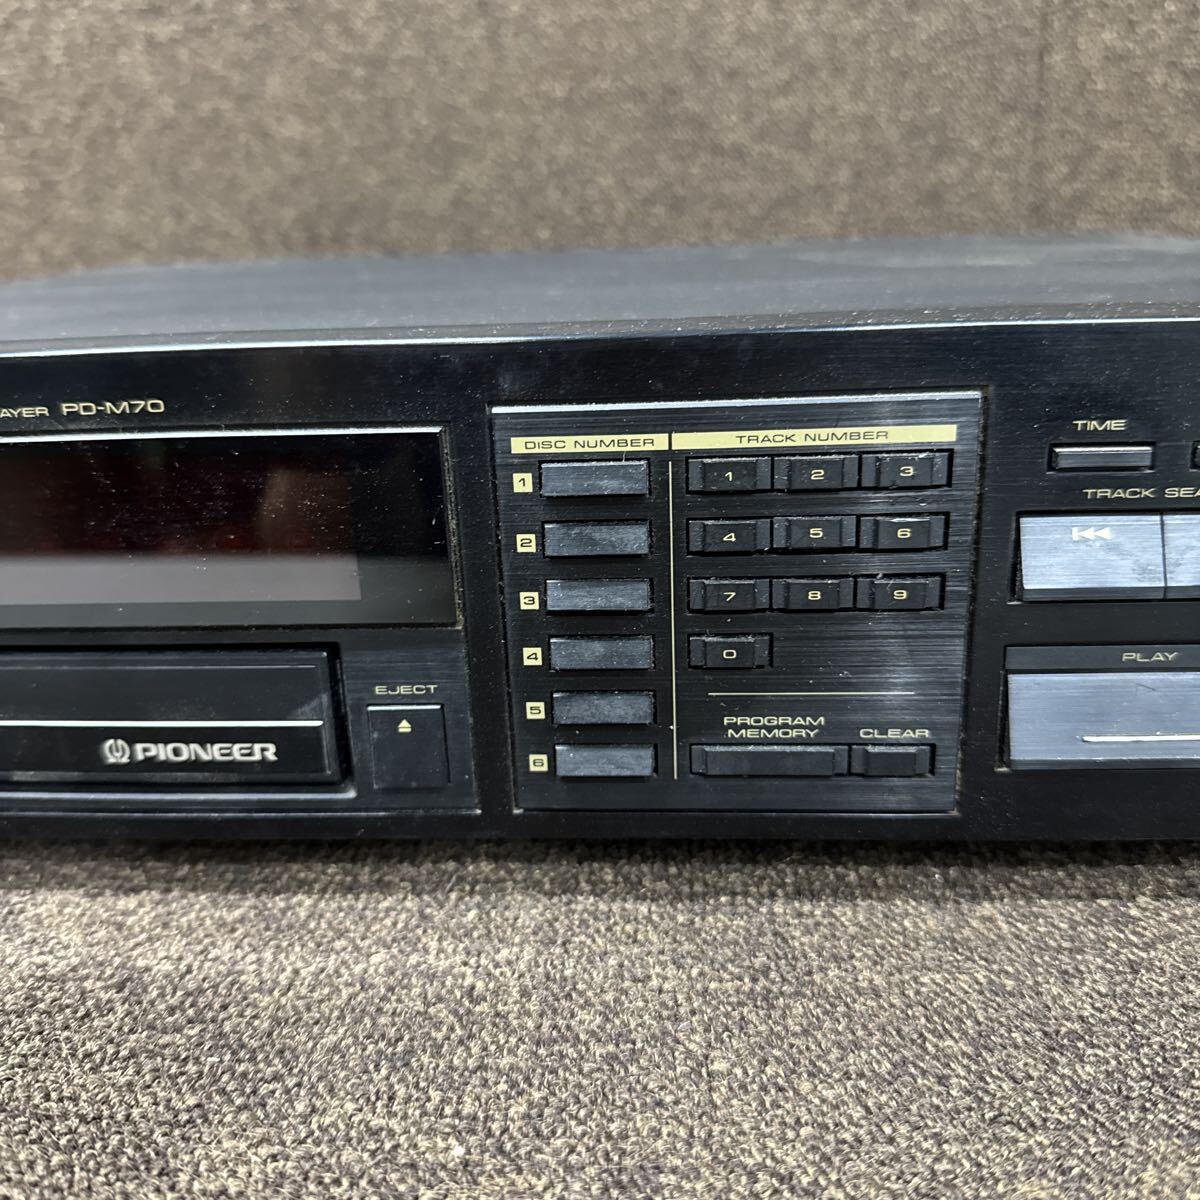 AYER PD-M70
DISC NUMBER
TRACK NUMBER
1
2
3
4
5
6
1 2 3
4 5 6
7 8 9
0
PROGRAM
MEMORY
CLEAR
EJECT
PIONEER
TIME
TRACK SEA
PLAY